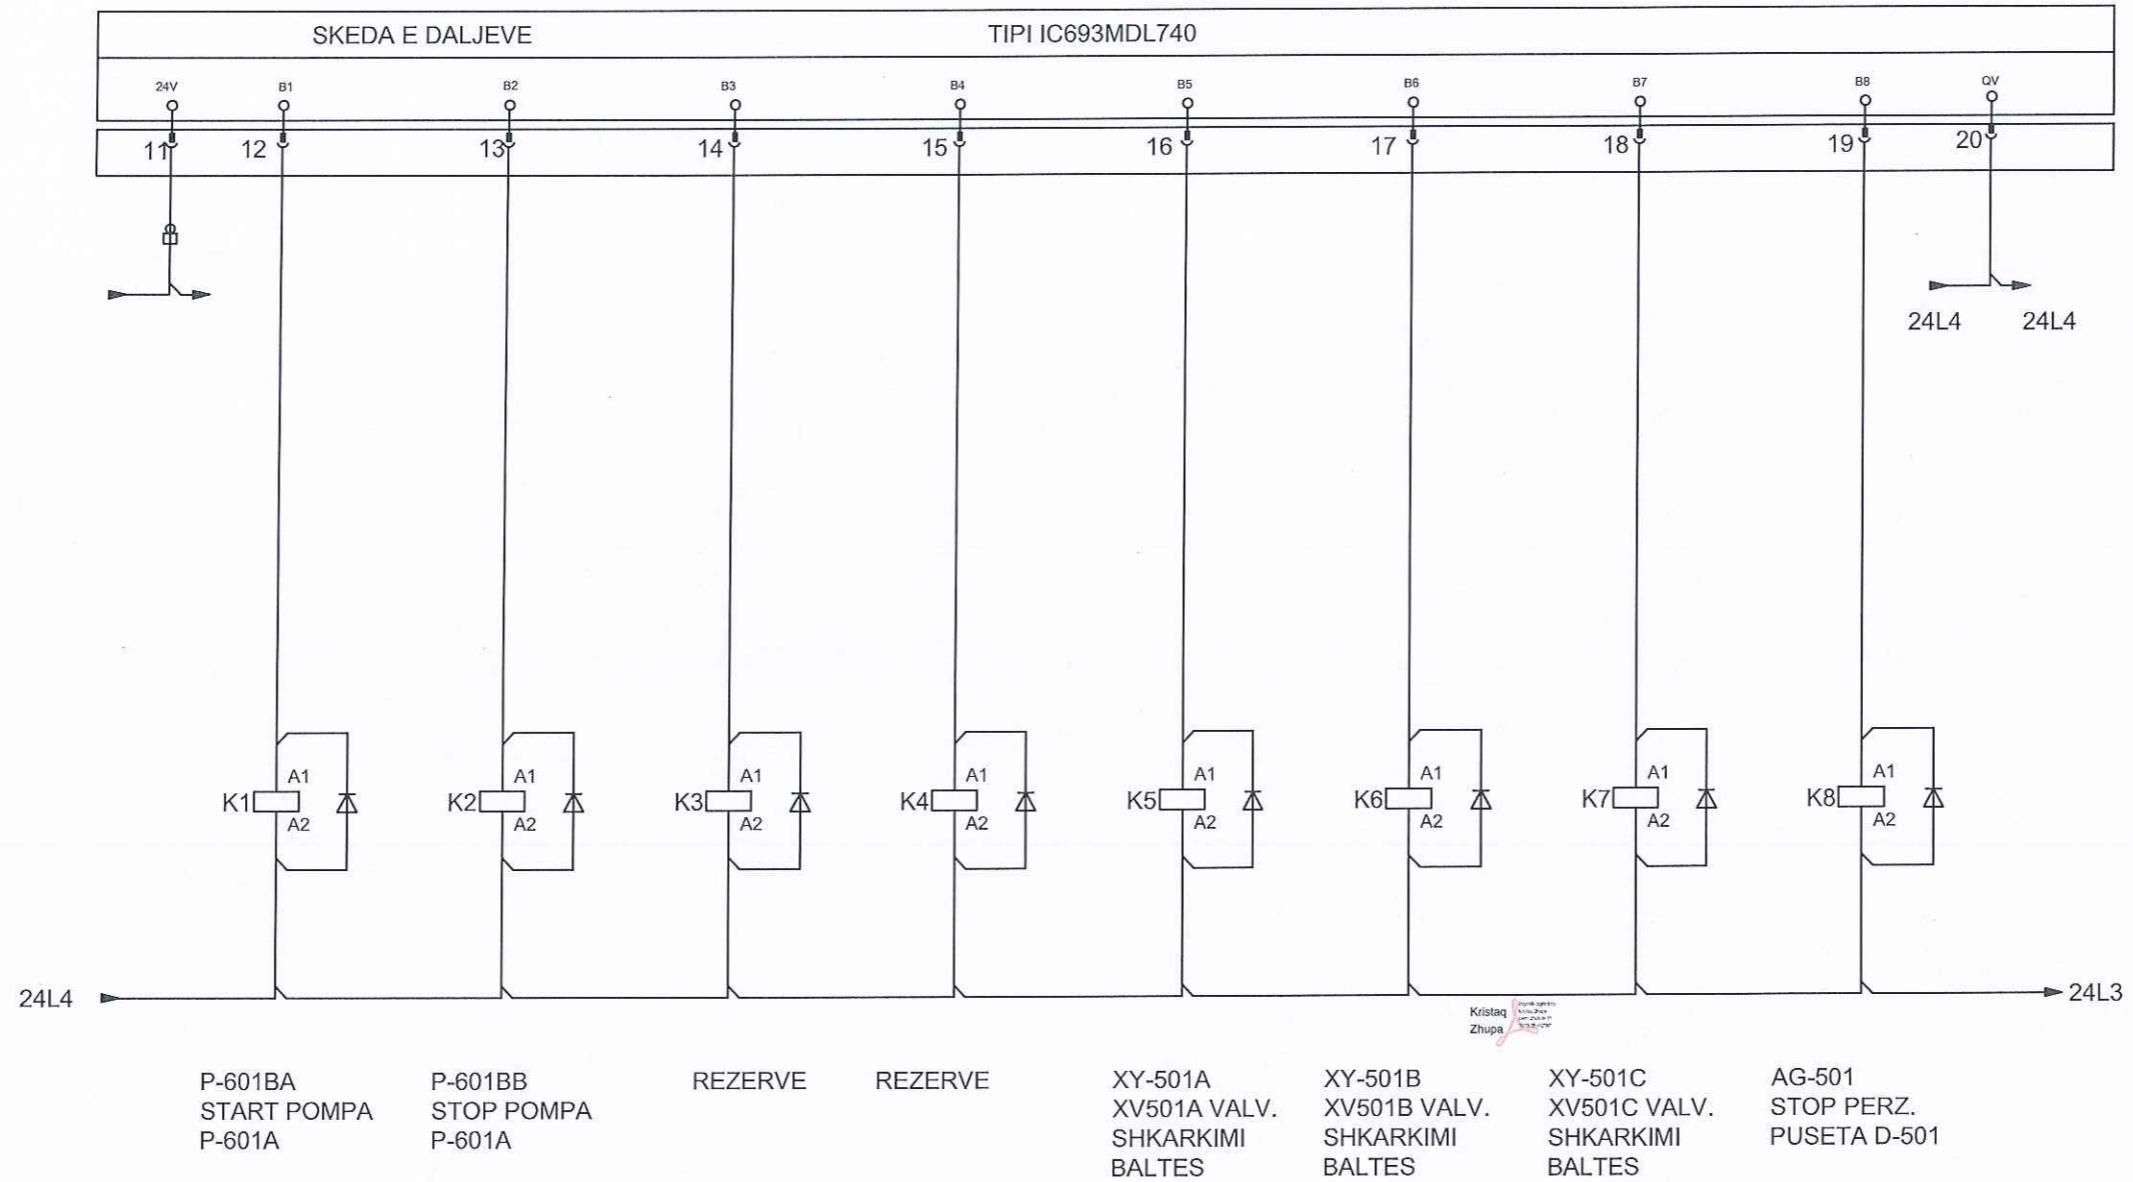 SKEDA E DALJEVE
TIPI IC693MDL740
24V
B1
B2
B3
B4
B5
B6
B7
B8
QV
11
12
13
14
15
16
17
18
19
20
24L4
24L4
K1
A1
A2
K2
A1
A2
K3
A1
A2
K4
A1
A2
K5
A1
A2
K6
A1
A2
K7
A1
A2
K8
A1
A2
24L4
24L3
Kristaq
Zhupa
P-601BA
START POMPA
P-601A
P-601BB
STOP POMPA
P-601A
REZERVE
REZERVE
XY-501A
XV501A VALV.
SHKARKIMI
BALTES
XY-501B
XV501B VALV.
SHKARKIMI
BALTES
XY-501C
XV501C VALV.
SHKARKIMI
BALTES
AG-501
STOP PERZ.
PUSETA D-501